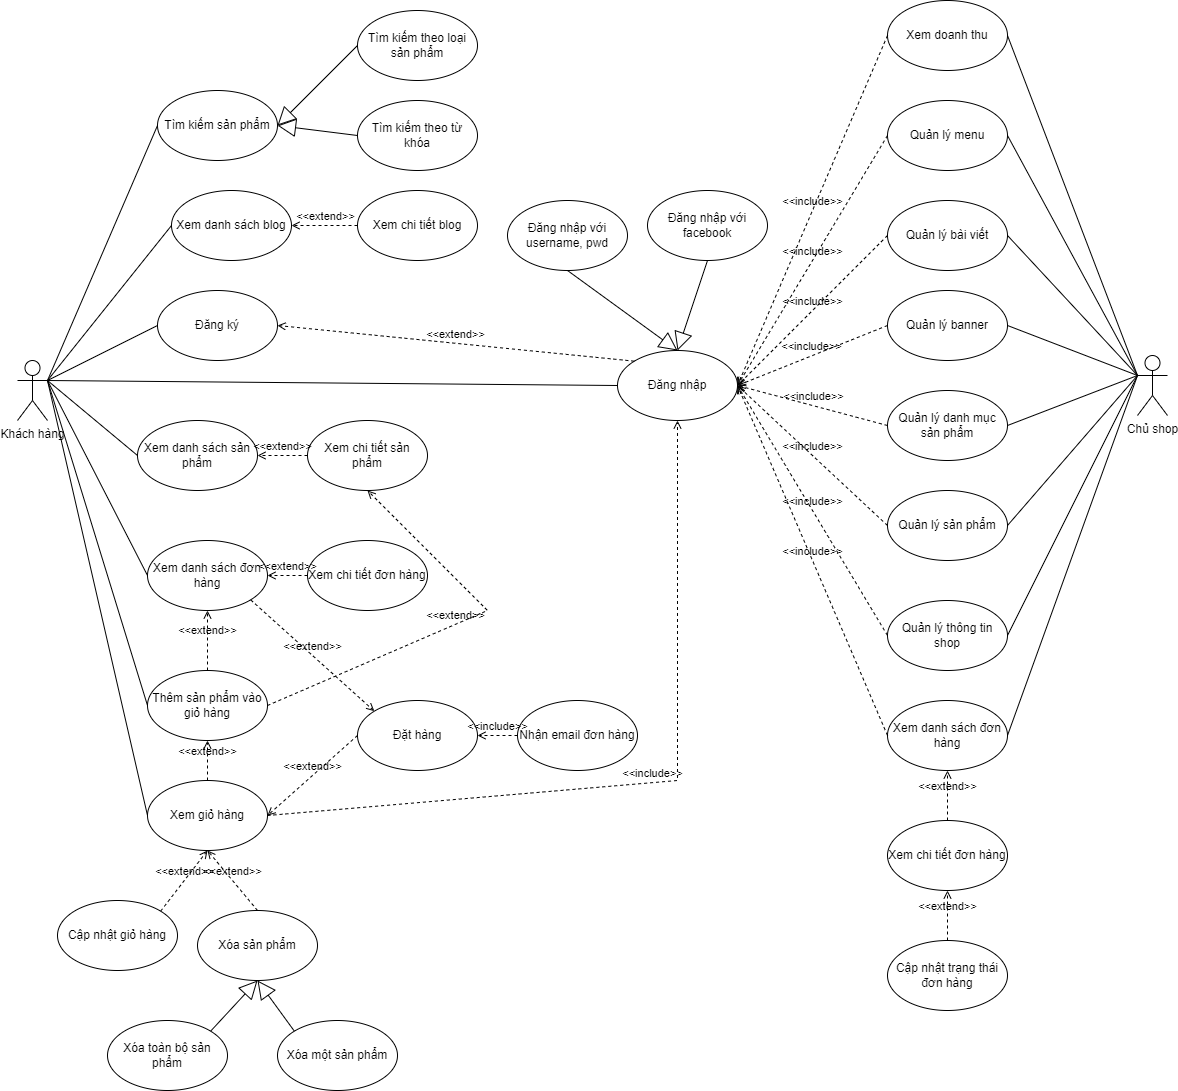 Xem doanh thu
Tìm kiếm theo loại
sản phẩm
Tìm kiếm sản phẩm
Tìm kiếm theo từ
khóa
Quản lý menu
<<include>>
Xem danh sách blog
<<extend>>
Xem chi tiết blog
Đăng nhập với
username, pwd
Đăng nhập với
facebook
Quản lý bài viết
<<include>>
<<include>>
Đăng ký
<<extend>>
Quản lý banner
<<include>>
Đăng nhập
<<include>>
Khách hàng
Chủ shop
Quản lý danh mục
sản phẩm
Xem danh sách sản
phẩm
<<extend>>
Xem chi tiết sản
phẩm
<<include>>
<<include>>
Quản lý sản phẩm
<<include>>
Xem danh sách đơn
hàng
<<extend>>
Xem chi tiết đơn hàng
<<extend>>
<<extend>>
<<extend>>
Quản lý thông tin
shop
Thêm sản phẩm vào
giỏ hàng
<<extend>>
Đặt hàng
<<include>>
Nhận email đơn hàng
Xem danh sách đơn
hàng
<<extend>>
<<include>>
<<extend>>
Xem giỏ hàng
Xem chi tiết đơn hàng
<<extend>>
<<extend>>
<<extend>>
Cập nhật giỏ hàng
Xóa sản phẩm
Cập nhật trạng thái
đơn hàng
Xóa toàn bộ sản
phẩm
Xóa một sản phẩm